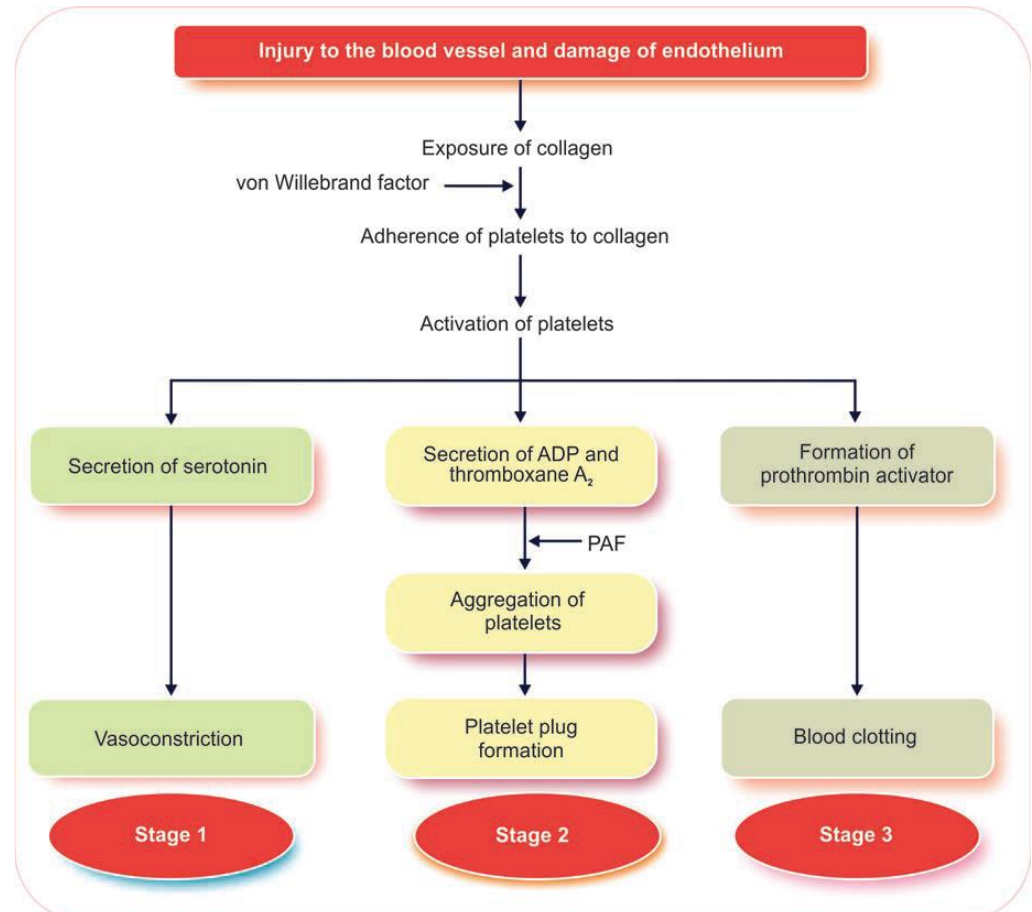 Injury to the blood vessel and damage of endothelium
Exposure of collagen
von Willebrand factor
Adherence of platelets to collagen
Activation of platelets
Secretion of serotonin
Secretion of ADP and
thromboxane A₂
Formation of
prothrombin activator
PAF
Aggregation of
platelets
Vasoconstriction
Platelet plug
formation
Blood clotting
Stage 1
Stage 2
Stage 3